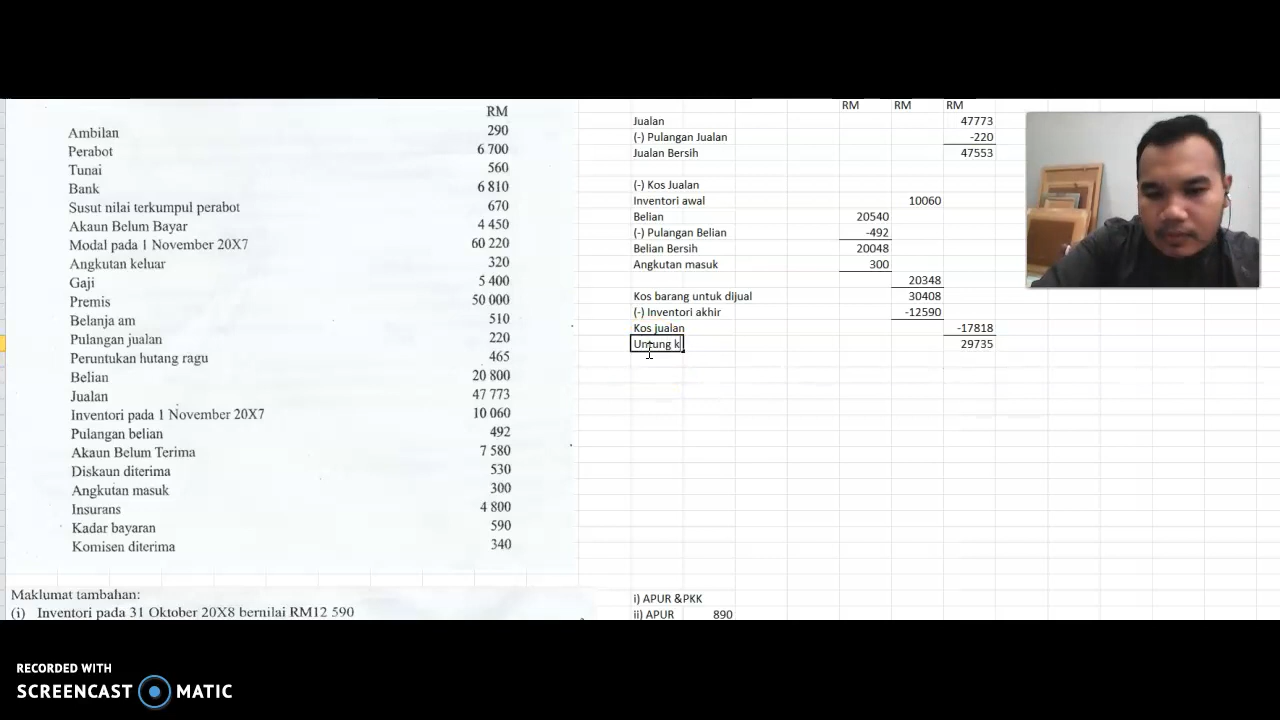 RM
Ambilan 290
Perabot 6 700
Tunai 560
Bank 6 810
Susut nilai terkumpul perabot 670
Akaun Belum Bayar 4 450
Modal pada 1 November 20X7 60 220
Angkutan keluar 320
Gaji 5 400
Premis 50 000
Belanja am 510
Pulangan jualan 220
Peruntukan hutang ragu 465
Belian 20 800
Jualan 47 773
Inventori pada 1 November 20X7 10 060
Pulangan belian 492
Akaun Belum Terima 7 580
Diskaun diterima 530
Angkutan masuk 300
Insurans 4 800
Kadar bayaran 590
Komisen diterima 340
Maklumat tambahan:
(i) Inventori pada 31 Oktober 20X8 bernilai RM12 590
RM RM RM
Jualan 47773
(-) Pulangan Jualan -220
Jualan Bersih 47553
(-) Kos Jualan
Inventori awal 10060
Belian 20540
(-) Pulangan Belian -492
Belian Bersih 20048
Angkutan masuk 300
20348
Kos barang untuk dijual 30408
(-) Inventori akhir -12590
Kos jualan -17818
Untung k 29735
i) APUR &PKK
ii) APUR 890
RECORDED WITH
SCREENCAST MATIC